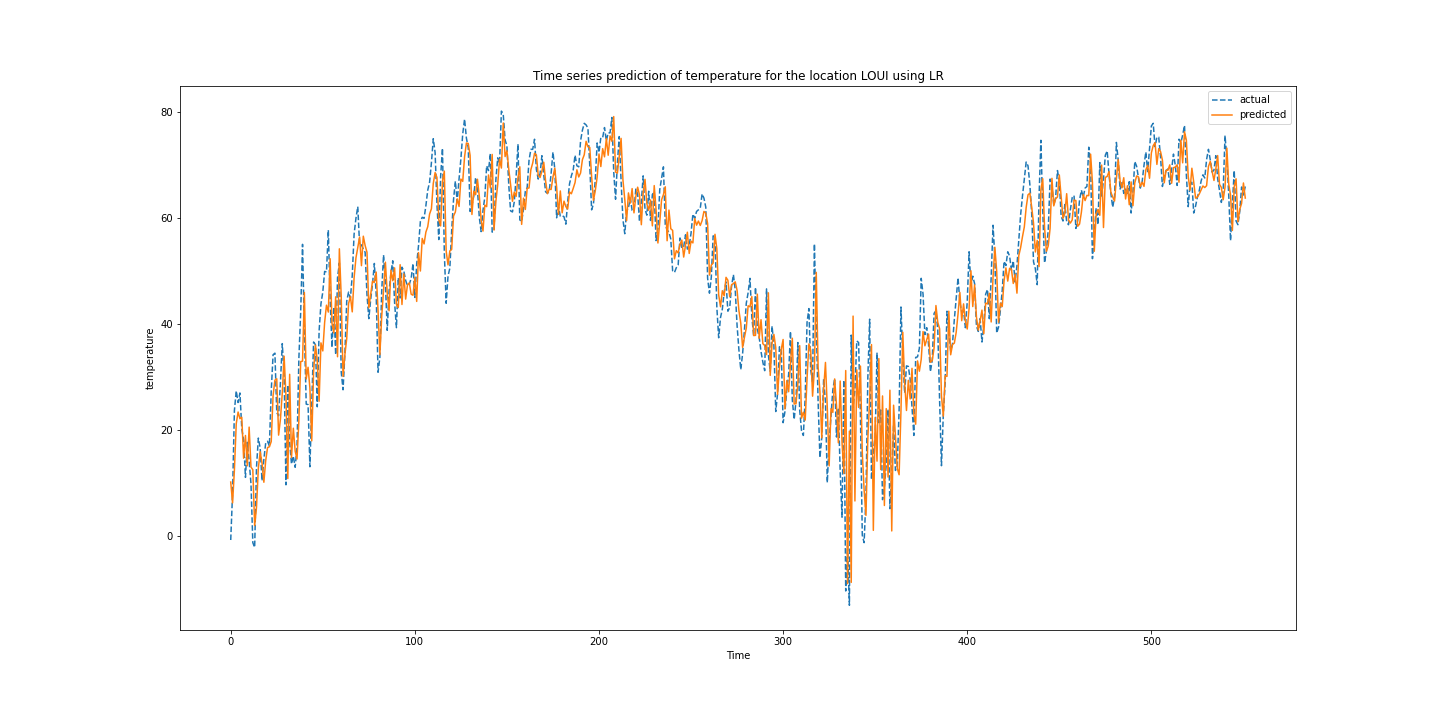 Time series prediction of temperature for the location LOUI using LR
actual
predicted
80
60
40
20
0
temperature
0 100 200 300 400 500
Time